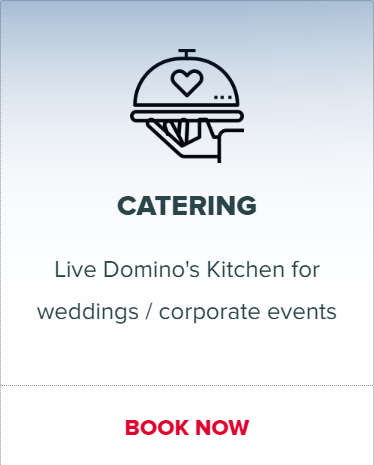 CATERING
Live Domino's Kitchen for
weddings / corporate events
BOOK NOW